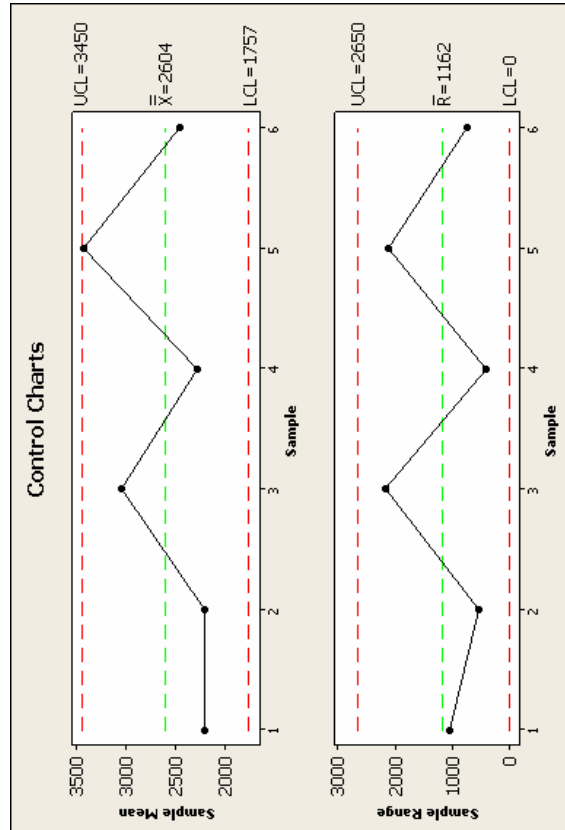 Control Charts
Sample Mean
3500
3000
2500
2000
UCL=3450
X̿=2604
LCL=1757
1 2 3 4 5 6
Sample
Sample Range
3000
2000
1000
0
UCL=2650
R̅=1162
LCL=0
1 2 3 4 5 6
Sample